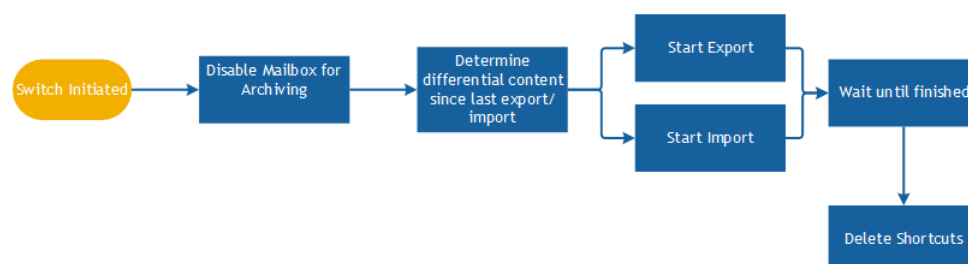 Switch Initiated
Disable Mailbox for
Archiving
Determine
differential content
since last export/
import
Start Export
Start Import
Wait until finished
Delete Shortcuts